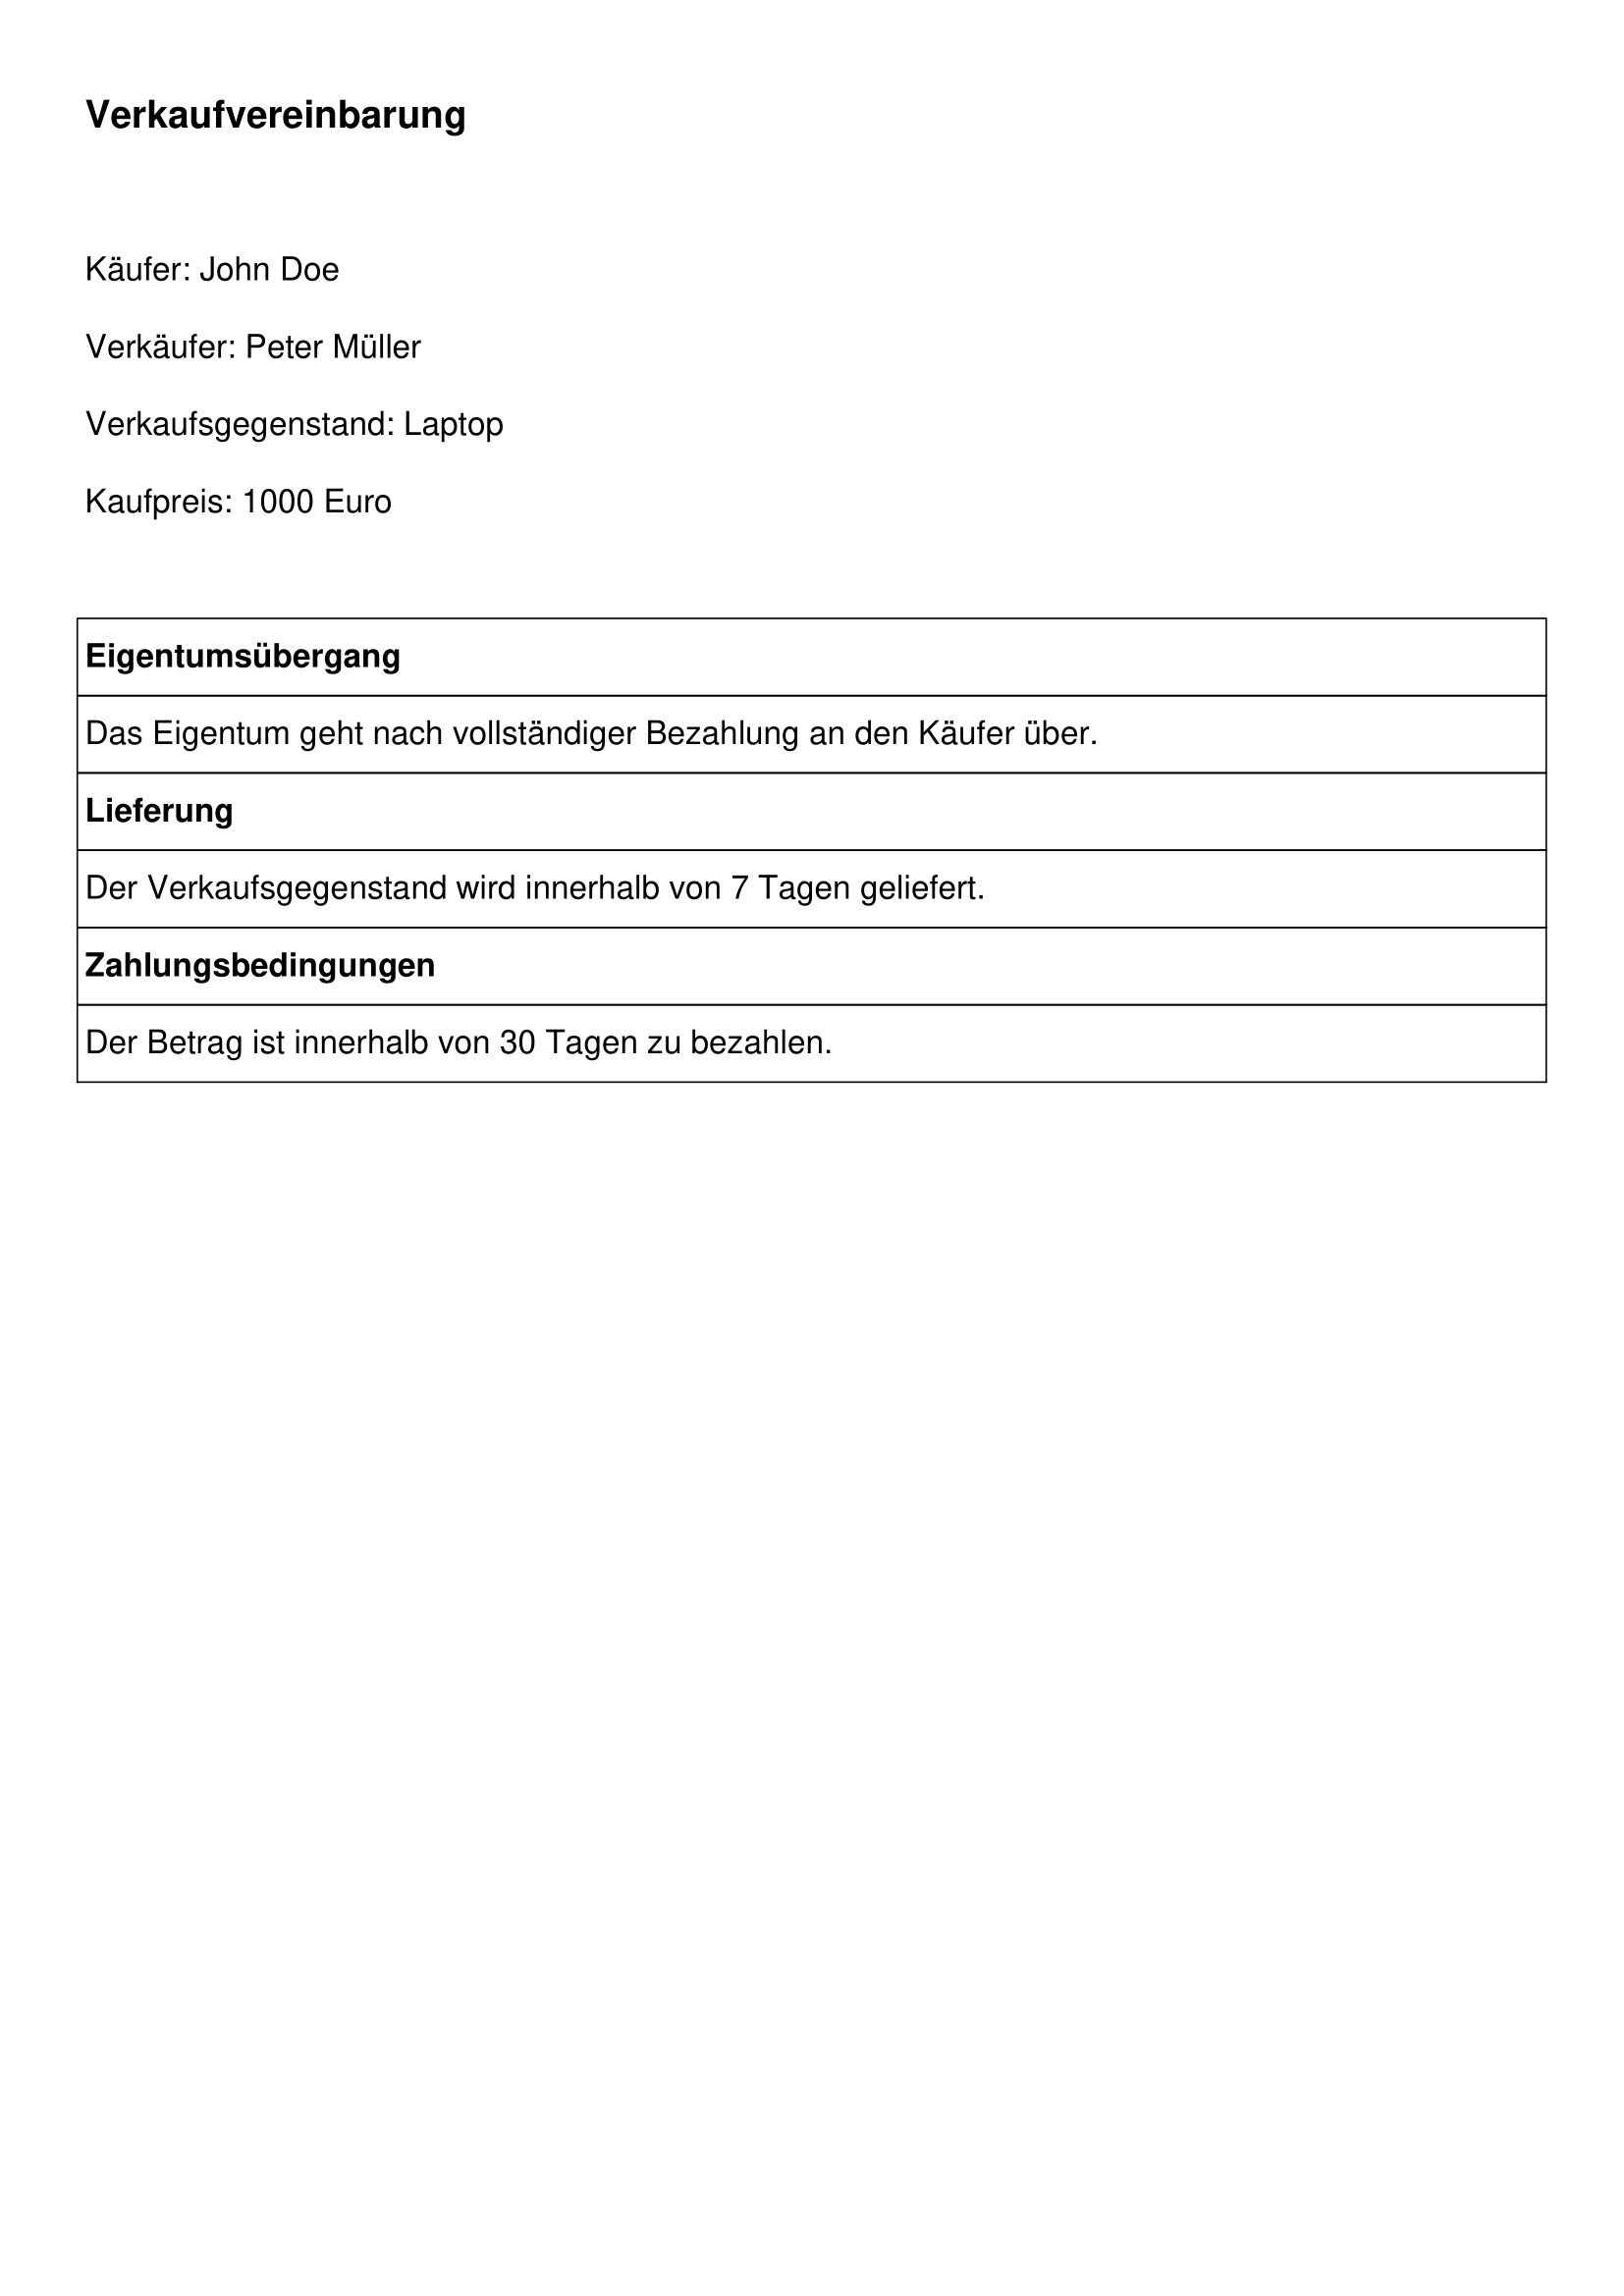 Verkaufvereinbarung
Käufer: John Doe
Verkäufer: Peter Müller
Verkaufsgegenstand: Laptop
Kaufpreis: 1000 Euro
Eigentumsübergang
Das Eigentum geht nach vollständiger Bezahlung an den Käufer über.
Lieferung
Der Verkaufsgegenstand wird innerhalb von 7 Tagen geliefert.
Zahlungsbedingungen
Der Betrag ist innerhalb von 30 Tagen zu bezahlen.